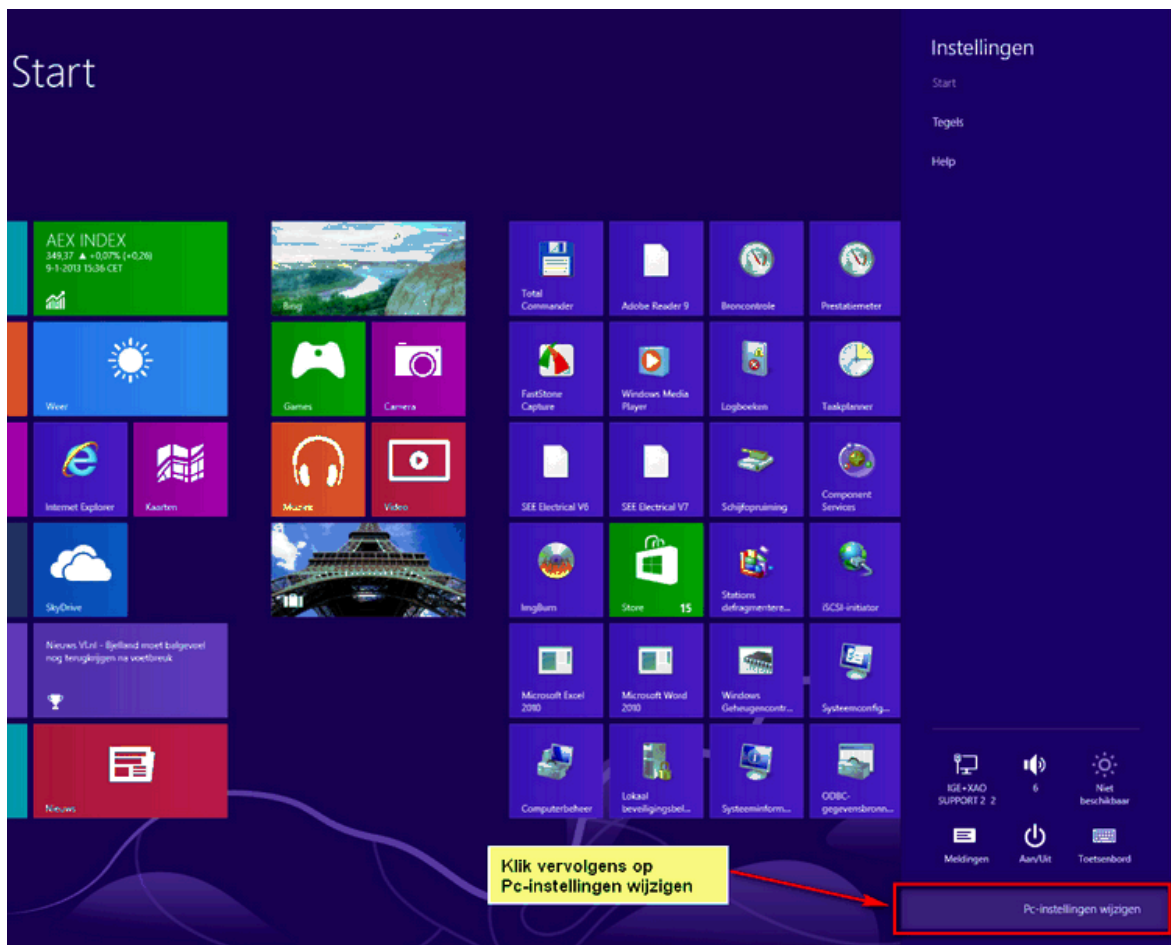 Start
Instellingen
Start
Tegels
Help
AEX INDEX
349,37 ▲ +0,07% (+0,26)
9-1-2013 15:36 CET
Bing
Total
Commander
Adobe Reader 9
Broncontrole
Prestatiemeter
Weer
Games
Camera
FastStone
Capture
Windows Media
Player
Logboeken
Taakplanner
Internet Explorer
Kaarten
Muziek
Video
SEE Electrical V6
SEE Electrical V7
Schijfopruiming
Component
Services
SkyDrive
ImgBurn
Store 15
Stations
defragmentere...
iSCSI-initiator
Nieuws VI.nl - Bjelland moet balgevoel
nog terugkrijgen na voetbreuk
Microsoft Excel
2010
Microsoft Word
2010
Windows
Geheugencontr...
Systeemconfig...
Nieuws
Computerbeheer
Lokaal
beveiligingsbel...
Systeeminform...
ODBC-
gegevensbronn...
IGE+XAO
SUPPORT 2 2
6
Niet
beschikbaar
Meldingen
Aan/Uit
Toetsenbord
Klik vervolgens op
Pc-instellingen wijzigen
Pc-instellingen wijzigen